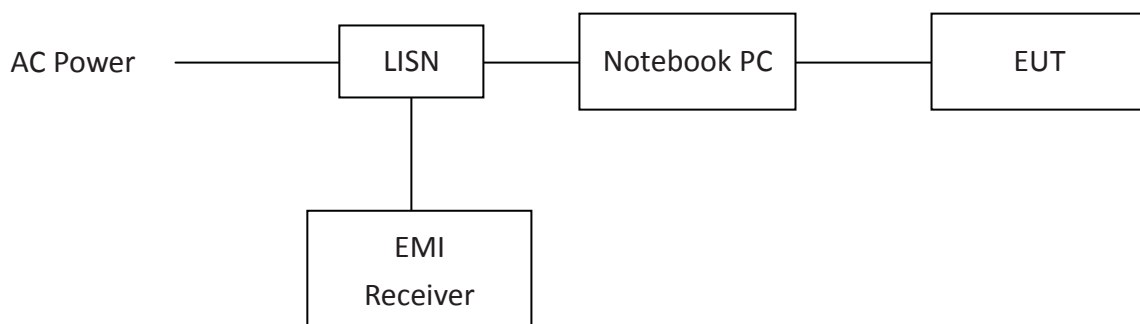 AC Power
LISN
Notebook PC
EUT
EMI
Receiver